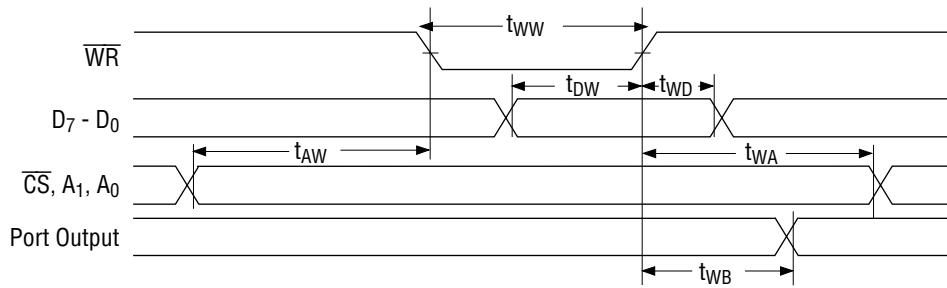 tWW
WR
tDW
tWD
D7 - D0
tAW
tWA
CS, A1, A0
Port Output
tWB